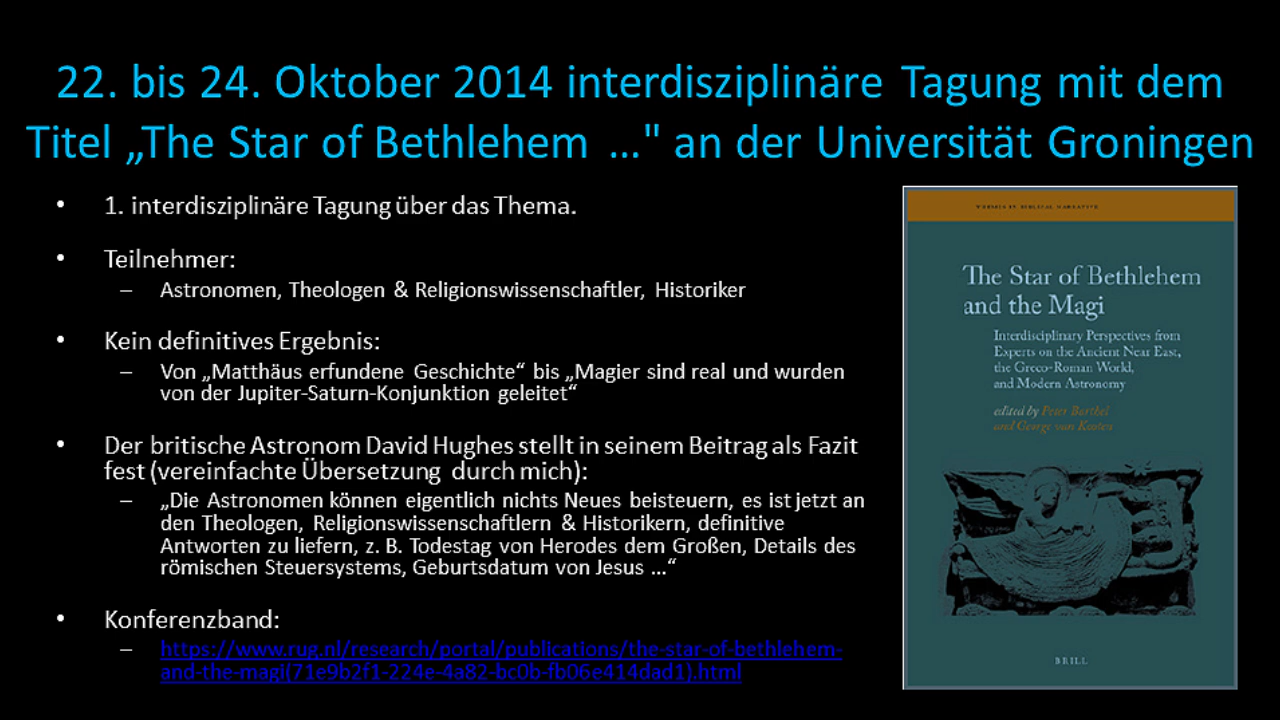 22. bis 24. Oktober 2014 interdisziplinäre Tagung mit dem
Titel „The Star of Bethlehem …" an der Universität Groningen
• 1. interdisziplinäre Tagung über das Thema.
• Teilnehmer:
– Astronomen, Theologen & Religionswissenschaftler, Historiker
• Kein definitives Ergebnis:
– Von „Matthäus erfundene Geschichte“ bis „Magier sind real und wurden
von der Jupiter-Saturn-Konjunktion geleitet“
• Der britische Astronom David Hughes stellt in seinem Beitrag als Fazit
fest (vereinfachte Übersetzung durch mich):
– „Die Astronomen können eigentlich nichts Neues beisteuern, es ist jetzt an
den Theologen, Religionswissenschaftlern & Historikern, definitive
Antworten zu liefern, z. B. Todestag von Herodes dem Großen, Details des
römischen Steuersystems, Geburtsdatum von Jesus …“
• Konferenzband:
– https://www.rug.nl/research/portal/publications/the-star-of-bethlehem-
and-the-magi(71e9b2f1-224e-4a82-bc0b-fb06e414dad1).html
The Star of Bethlehem
and the Magi
Interdisciplinary Perspectives from
Experts on the Ancient Near East,
the Greco-Roman World,
and Modern Astronomy
edited by Peter Barthel
and George van Kooten
BRILL